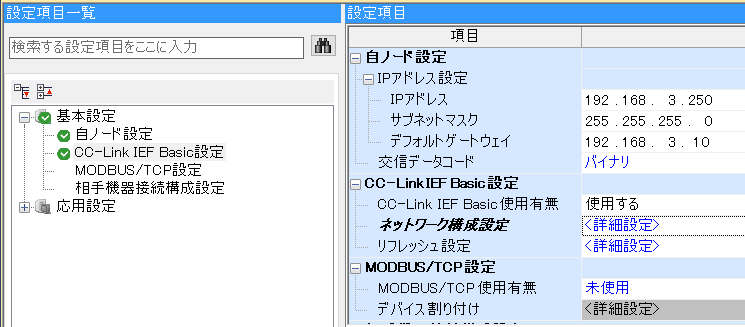 設定項目一覧
検索する設定項目をここに入力
基本設定
自ノード設定
CC-Link IEF Basic設定
MODBUS/TCP設定
相手機器接続構成設定
応用設定
設定項目
項目
自ノード設定
IPアドレス設定
IPアドレス 192 . 168 . 3 . 250
サブネットマスク 255 . 255 . 255 . 0
デフォルトゲートウェイ 192 . 168 . 3 . 10
交信データコード バイナリ
CC-Link IEF Basic設定
CC-Link IEF Basic使用有無 使用する
ネットワーク構成設定 <詳細設定>
リフレッシュ設定 <詳細設定>
MODBUS/TCP設定
MODBUS/TCP使用有無 未使用
デバイス割り付け <詳細設定>